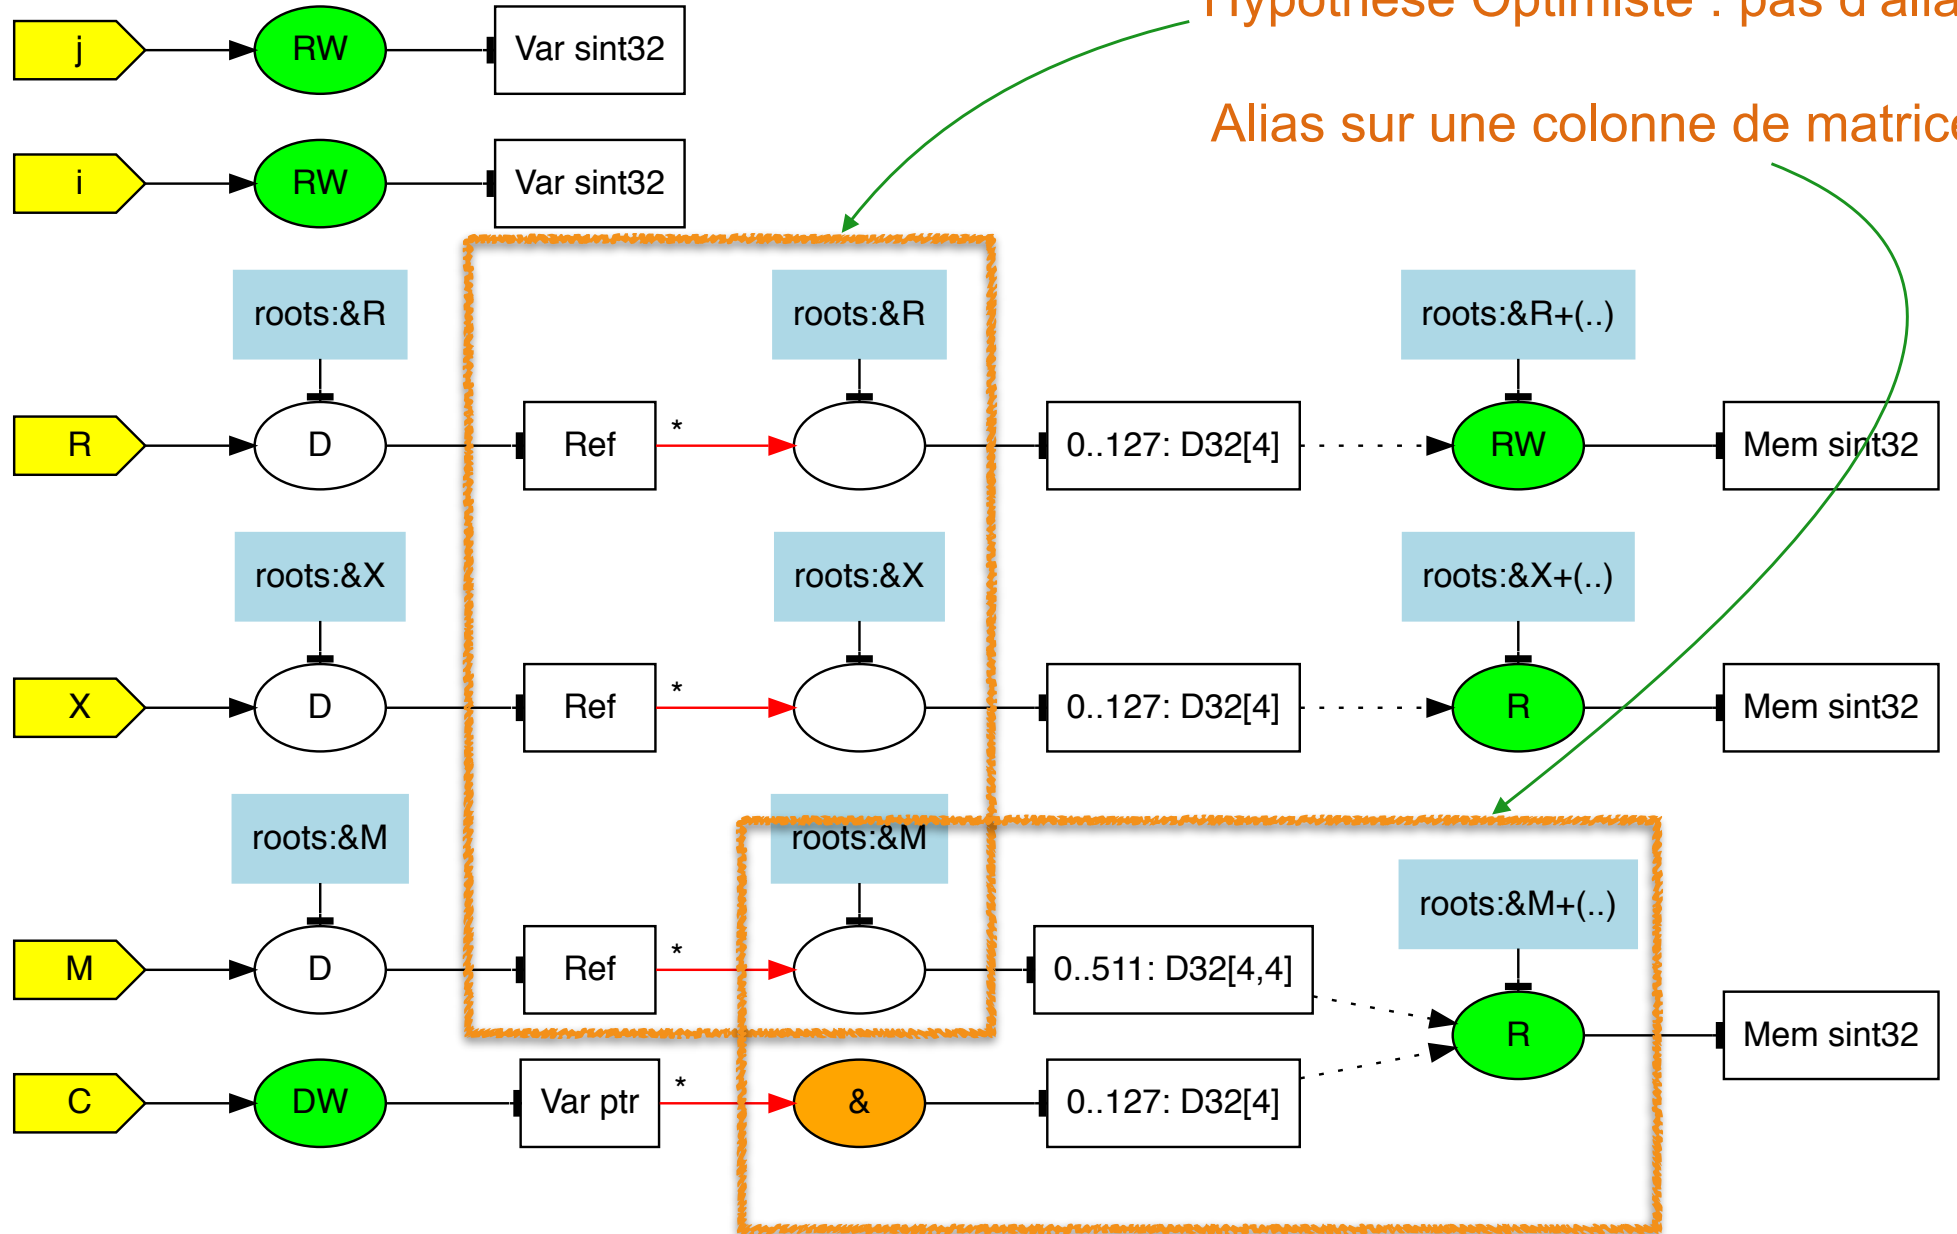 Hypothèse Optimiste : pas d'alia
j RW Var sint32
Alias sur une colonne de matrice
i RW Var sint32
roots:&R roots:&R roots:&R+(..)
R D Ref * 0..127: D32[4] RW Mem sint32
roots:&X roots:&X roots:&X+(..)
X D Ref * 0..127: D32[4] R Mem sint32
roots:&M roots:&M
roots:&M+(..)
M D Ref * 0..511: D32[4,4]
R Mem sint32
C DW Var ptr * & 0..127: D32[4]